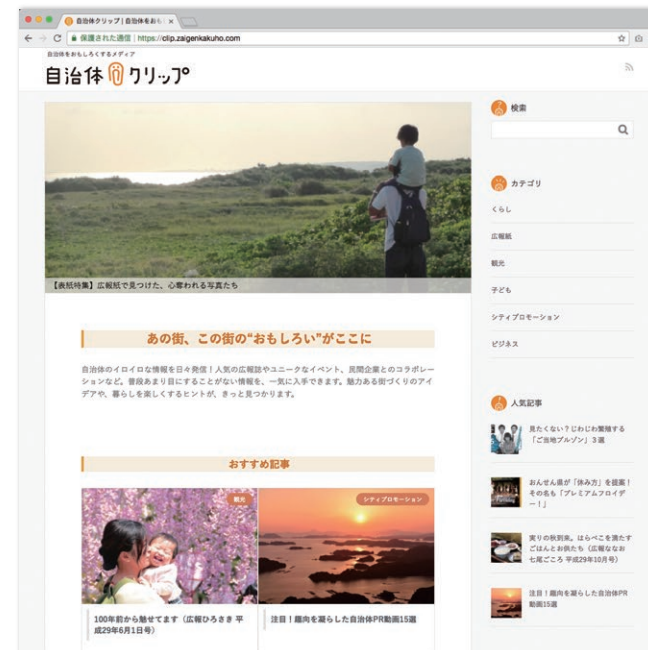 自治体クリップ | 自治体をおも
保護された通信 | https://clip.zaigenkakuho.com
自治体をおもしろくするメディア
自治体クリップ
【表紙特集】広報紙で見つけた、心奪われる写真たち
あの街、この街の“おもしろい”がここに
自治体のイロイロな情報を日々発信！人気の広報誌やユニークなイベント、民間企業とのコラボレー
ションなど。普段あまり目にすることがない情報を、一気に入手できます。魅力ある街づくりのアイ
デアや、暮らしを楽しくするヒントが、きっと見つかります。
おすすめ記事
観光
シティプロモーション
100年前から魅せてます（広報ひろさき 平
成29年6月1日号）
注目！趣向を凝らした自治体PR動画15選
検索
カテゴリ
くらし
広報紙
観光
子ども
シティプロモーション
ビジネス
人気記事
見たくない？じわじわ繁殖する
「ご当地ブルゾン」３選
おんせん県が「休み方」を提案！
その名も「プレミアムフロイデ
ー！」
実りの秋到来。はらぺこを満たす
ごはんとお供たち（広報ななお
七尾ごころ 平成29年10月号）
注目！趣向を凝らした自治体PR
動画15選